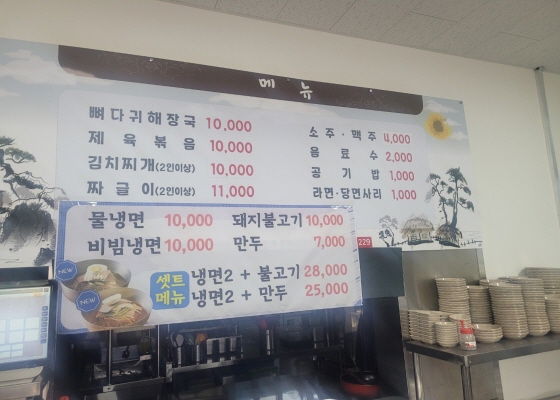 메뉴
뼈다귀해장국 10,000
제육볶음 10,000
김치찌개(2인이상) 10,000
짜글이(2인이상) 11,000
소주·맥주 4,000
음료수 2,000
공기밥 1,000
라면·당면사리 1,000
물냉면 10,000 돼지불고기 10,000
비빔냉면 10,000 만두 7,000
셋트메뉴
냉면2 + 불고기 28,000
냉면2 + 만두 25,000
NEW
NEW
229